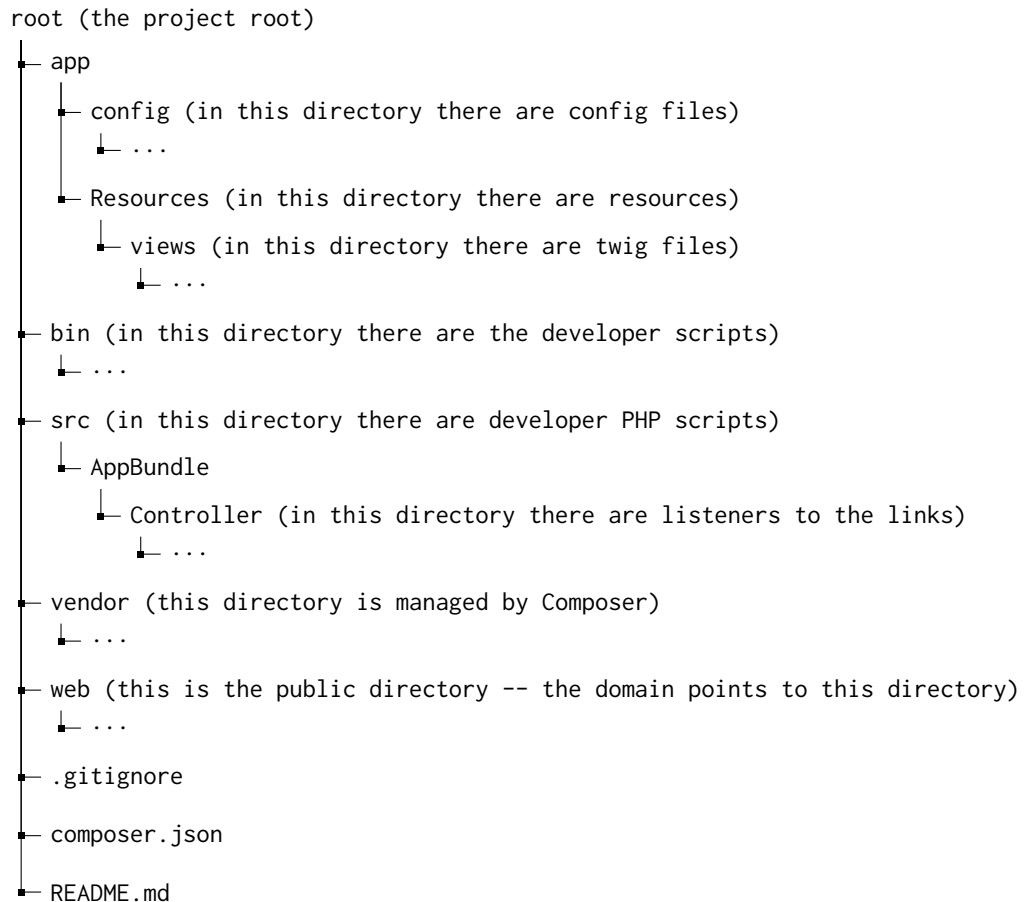 root (the project root)
app
config (in this directory there are config files)
...
Resources (in this directory there are resources)
views (in this directory there are twig files)
...
bin (in this directory there are the developer scripts)
...
src (in this directory there are developer PHP scripts)
...
AppBundle
Controller (in this directory there are listeners to the links)
...
vendor (this directory is managed by Composer)
...
web (this is the public directory -- the domain points to this directory)
...
.gitignore
composer.json
README.md